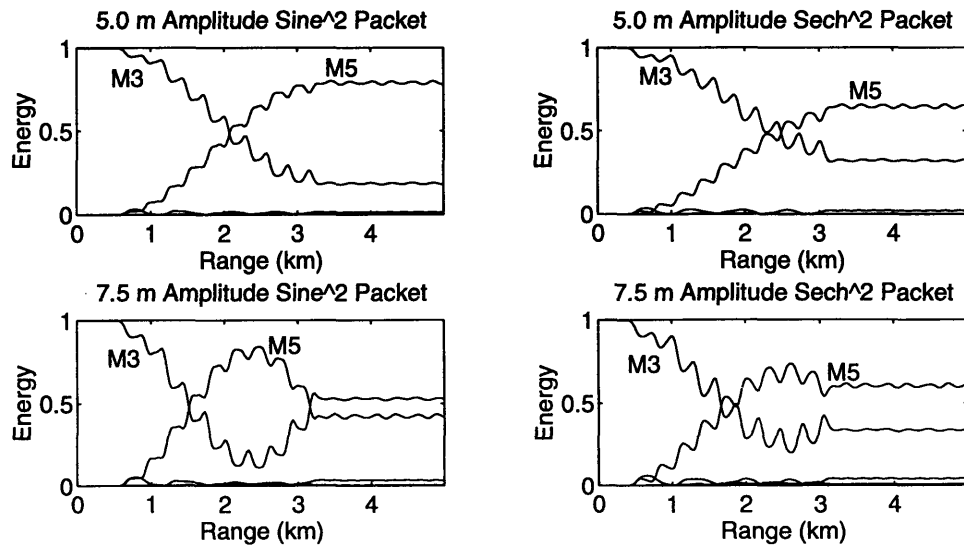 5.0 m Amplitude Sine^2 Packet
1
M3
M5
0.5
Energy
0
0 1 2 3 4
Range (km)
5.0 m Amplitude Sech^2 Packet
1
M3
M5
0.5
Energy
0
0 1 2 3 4
Range (km)
7.5 m Amplitude Sine^2 Packet
1
M3
M5
0.5
Energy
0
0 1 2 3 4
Range (km)
7.5 m Amplitude Sech^2 Packet
1
M3
M5
0.5
Energy
0
0 1 2 3 4
Range (km)